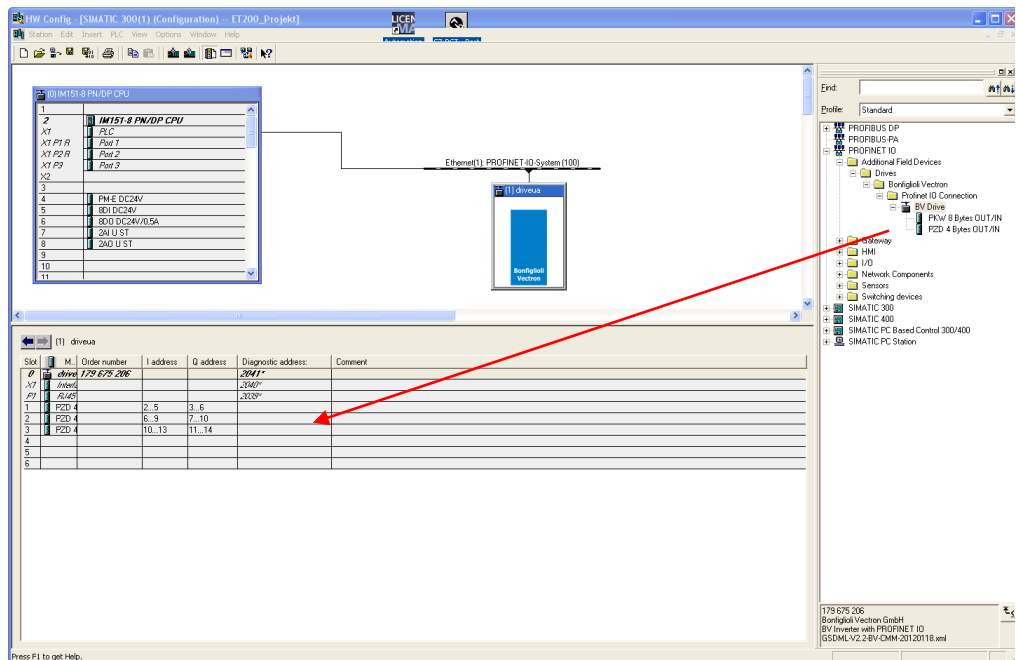 HW Config - [SIMATIC 300(1) (Configuration) -- ET200_Projekt]
Station Edit Insert PLC View Options Window Help
LICEN
(0) IM151-8 PN/DP CPU
1
2 IM151-8 PN/DP CPU
X1 PLC
X1 P1 R Port 1
X1 P2 R Port 2
X1 P3 Port 3
X2
3
4 PM-E DC24V
5 8DI DC24V
6 8DO DC24V/0,5A
7 2AI U ST
8 2AO U ST
9
10
11
Ethernet(1): PROFINET-IO-System (100)
(1) driveua
Bonfiglioli
Vectron
(1) driveua
Slot M... Order number I address Q address Diagnostic address: Comment
0 drive 179 675 206 2041*
X1 Interfa 2040*
P1 RJ45 2039*
1 PZD 4 2...5 3...6
2 PZD 4 6...9 7...10
3 PZD 4 10...13 11...14
4
5
6
Find:
Profile: Standard
PROFIBUS DP
PROFIBUS-PA
PROFINET IO
Additional Field Devices
Drives
Bonfiglioli Vectron
Profinet IO Connection
BV Drive
PKW 8 Bytes OUT/IN
PZD 4 Bytes OUT/IN
Gateway
HMI
I/O
Network Components
Sensors
Switching devices
SIMATIC 300
SIMATIC 400
SIMATIC PC Based Control 300/400
SIMATIC PC Station
179 675 206
Bonfiglioli Vectron GmbH
BV Inverter with PROFINET IO
GSDML-V2.2-BV-CMM-20120118.xml
Press F1 to get Help.